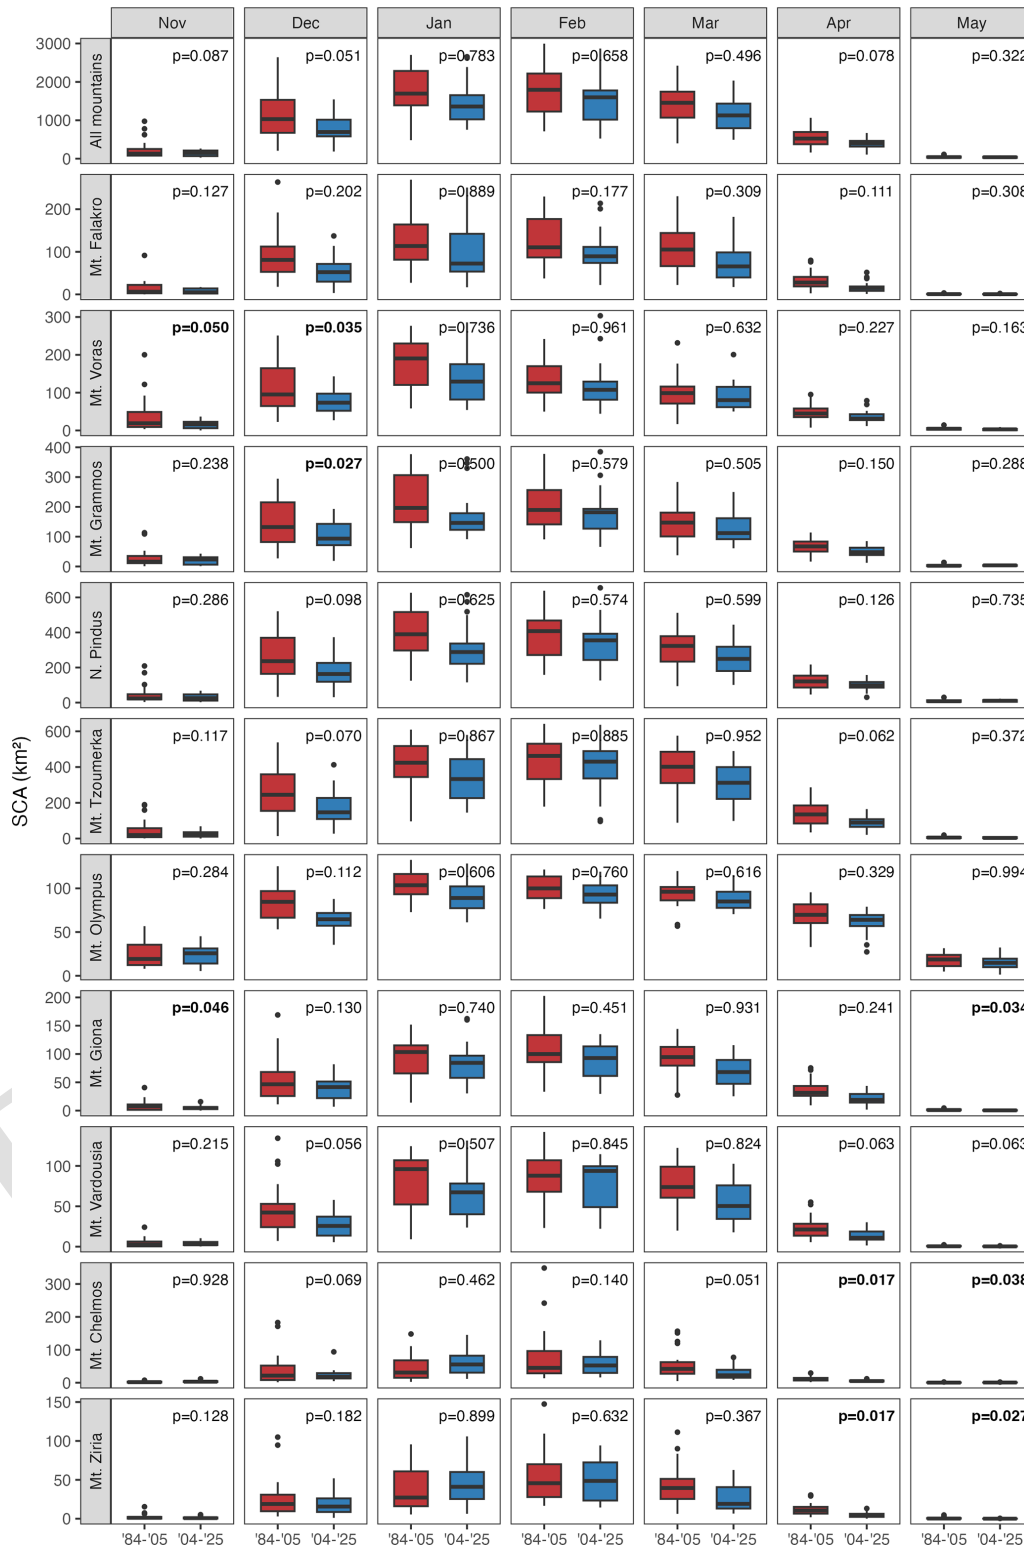 Nov Dec Jan Feb Mar Apr May
SCA (km²)
All mountains
3000
2000
1000
0
p=0.087 p=0.051 p=0.783 p=0.658 p=0.496 p=0.078 p=0.322
Mt. Falakro
200
100
0
p=0.127 p=0.202 p=0.889 p=0.177 p=0.309 p=0.111 p=0.308
Mt. Voras
300
200
100
0
p=0.050 p=0.035 p=0.736 p=0.961 p=0.632 p=0.227 p=0.163
Mt. Grammos
400
300
200
100
0
p=0.238 p=0.027 p=0.500 p=0.579 p=0.505 p=0.150 p=0.288
N. Pindus
600
400
200
0
p=0.286 p=0.098 p=0.625 p=0.574 p=0.599 p=0.126 p=0.735
Mt. Tzoumerka
600
400
200
0
p=0.117 p=0.070 p=0.867 p=0.885 p=0.952 p=0.062 p=0.372
Mt. Olympus
100
50
0
p=0.284 p=0.112 p=0.606 p=0.760 p=0.616 p=0.329 p=0.994
Mt. Giona
200
150
100
50
0
p=0.046 p=0.130 p=0.740 p=0.451 p=0.931 p=0.241 p=0.034
Mt. Vardousia
100
50
0
p=0.215 p=0.056 p=0.507 p=0.845 p=0.824 p=0.063 p=0.063
Mt. Chelmos
300
200
100
0
p=0.928 p=0.069 p=0.462 p=0.140 p=0.051 p=0.017 p=0.038
Mt. Ziria
150
100
50
0
p=0.128 p=0.182 p=0.899 p=0.632 p=0.367 p=0.017 p=0.027
'84-'05 '04-'25 '84-'05 '04-'25 '84-'05 '04-'25 '84-'05 '04-'25 '84-'05 '04-'25 '84-'05 '04-'25 '84-'05 '04-'25